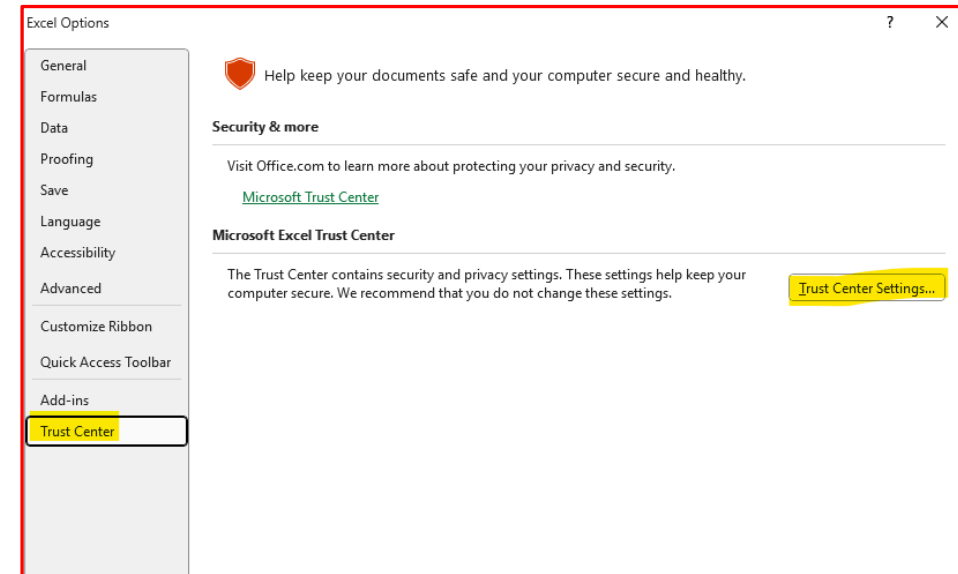 Excel Options
?
General
Formulas
Data
Proofing
Save
Language
Accessibility
Advanced
Customize Ribbon
Quick Access Toolbar
Add-ins
Trust Center
Help keep your documents safe and your computer secure and healthy.
Security & more
Visit Office.com to learn more about protecting your privacy and security.
Microsoft Trust Center
Microsoft Excel Trust Center
The Trust Center contains security and privacy settings. These settings help keep your
computer secure. We recommend that you do not change these settings.
Trust Center Settings...